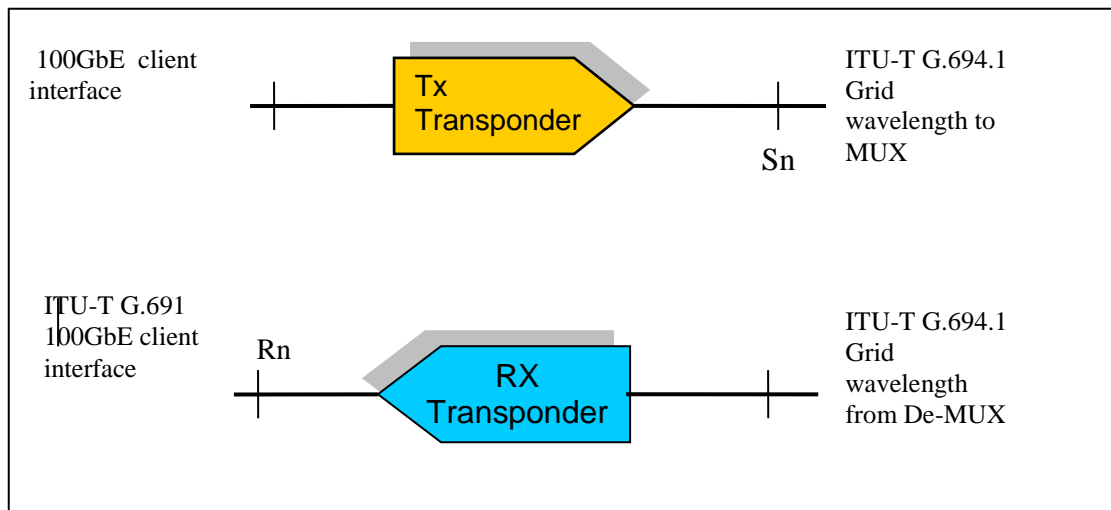 100GbE client
interface
Tx
Transponder
Sn
ITU-T G.694.1
Grid
wavelength to
MUX
ITU-T G.691
100GbE client
interface
Rn
RX
Transponder
ITU-T G.694.1
Grid
wavelength
from De-MUX